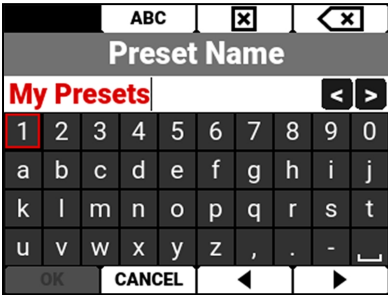 ABC
Preset Name
My Presets < >
1 2 3 4 5 6 7 8 9 0
a b c d e f g h i j
k l m n o p q r s t
u v w x y z , . -
OK CANCEL